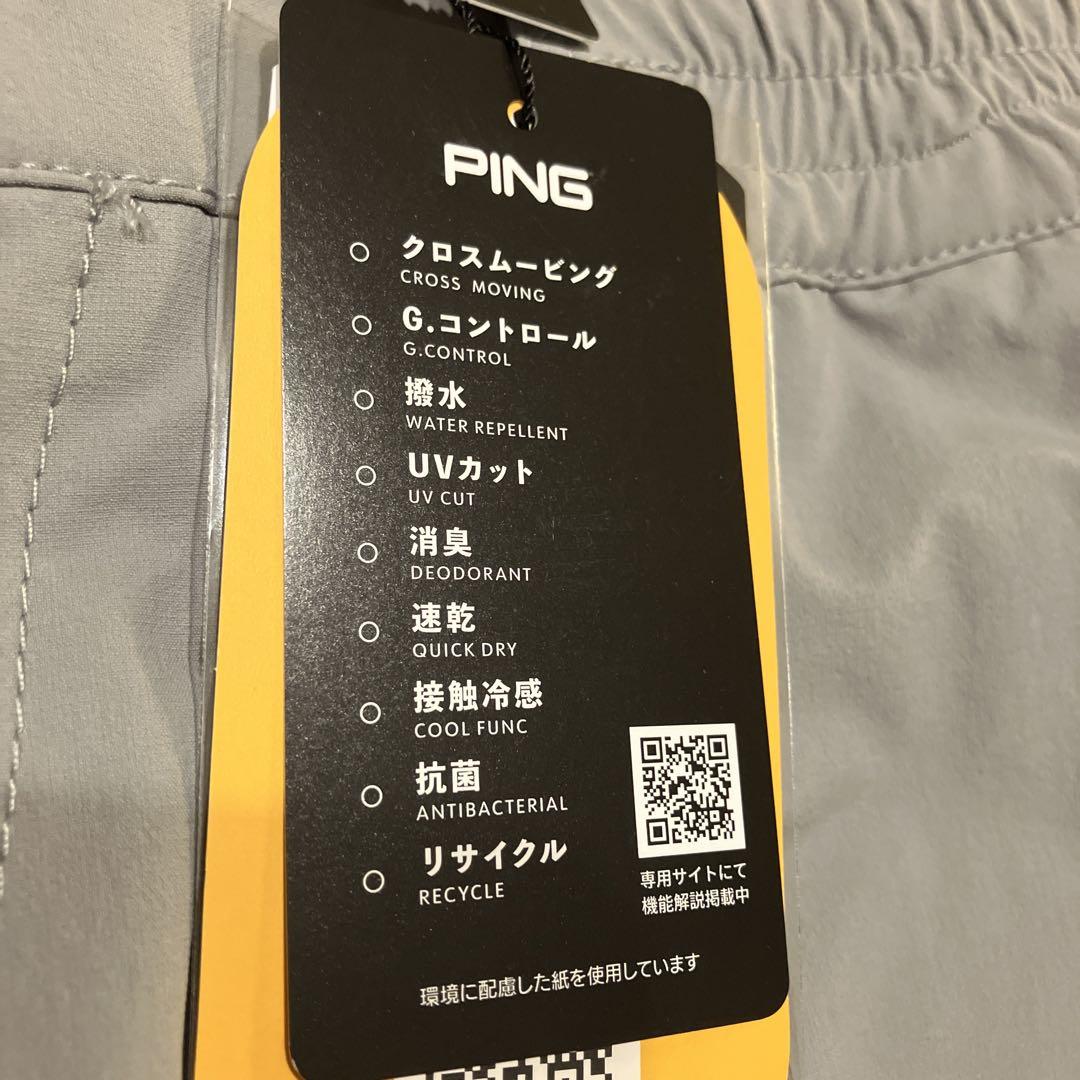 PING
○ クロスムービング
CROSS MOVING
○ G.コントロール
G.CONTROL
○ 撥水
WATER REPELLENT
○ UVカット
UV CUT
○ 消臭
DEODORANT
○ 速乾
QUICK DRY
○ 接触冷感
COOL FUNC
○ 抗菌
ANTIBACTERIAL
○ リサイクル
RECYCLE
専用サイトにて
機能解説掲載中
環境に配慮した紙を使用しています